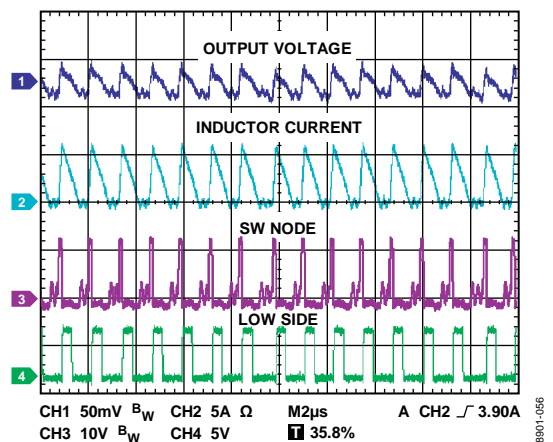 OUTPUT VOLTAGE
1
INDUCTOR CURRENT
2
SW NODE
3
LOW SIDE
4
CH1 50mV BW CH2 5A Ω M2µs A CH2 3.90A
CH3 10V BW CH4 5V T 35.8%
8901-056